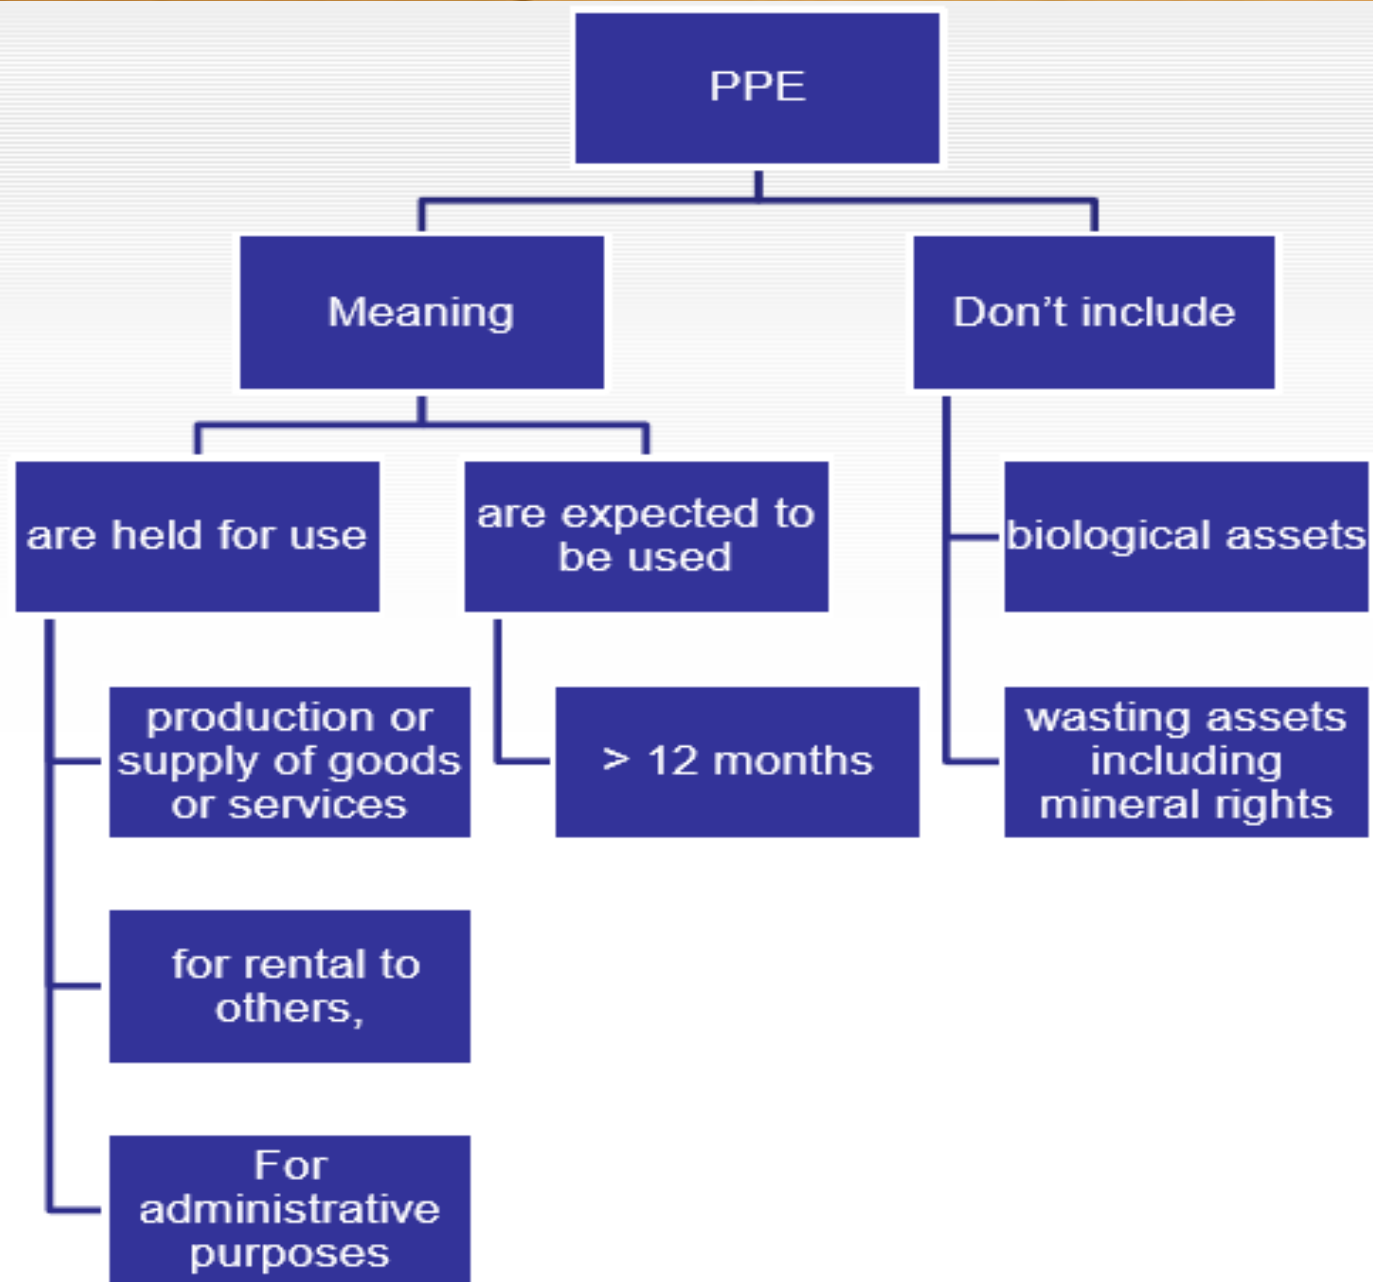 PPE
Meaning
Don’t include
are held for use
are expected to
be used
biological assets
production or
supply of goods
or services
> 12 months
wasting assets
including
mineral rights
for rental to
others,
For
administrative
purposes